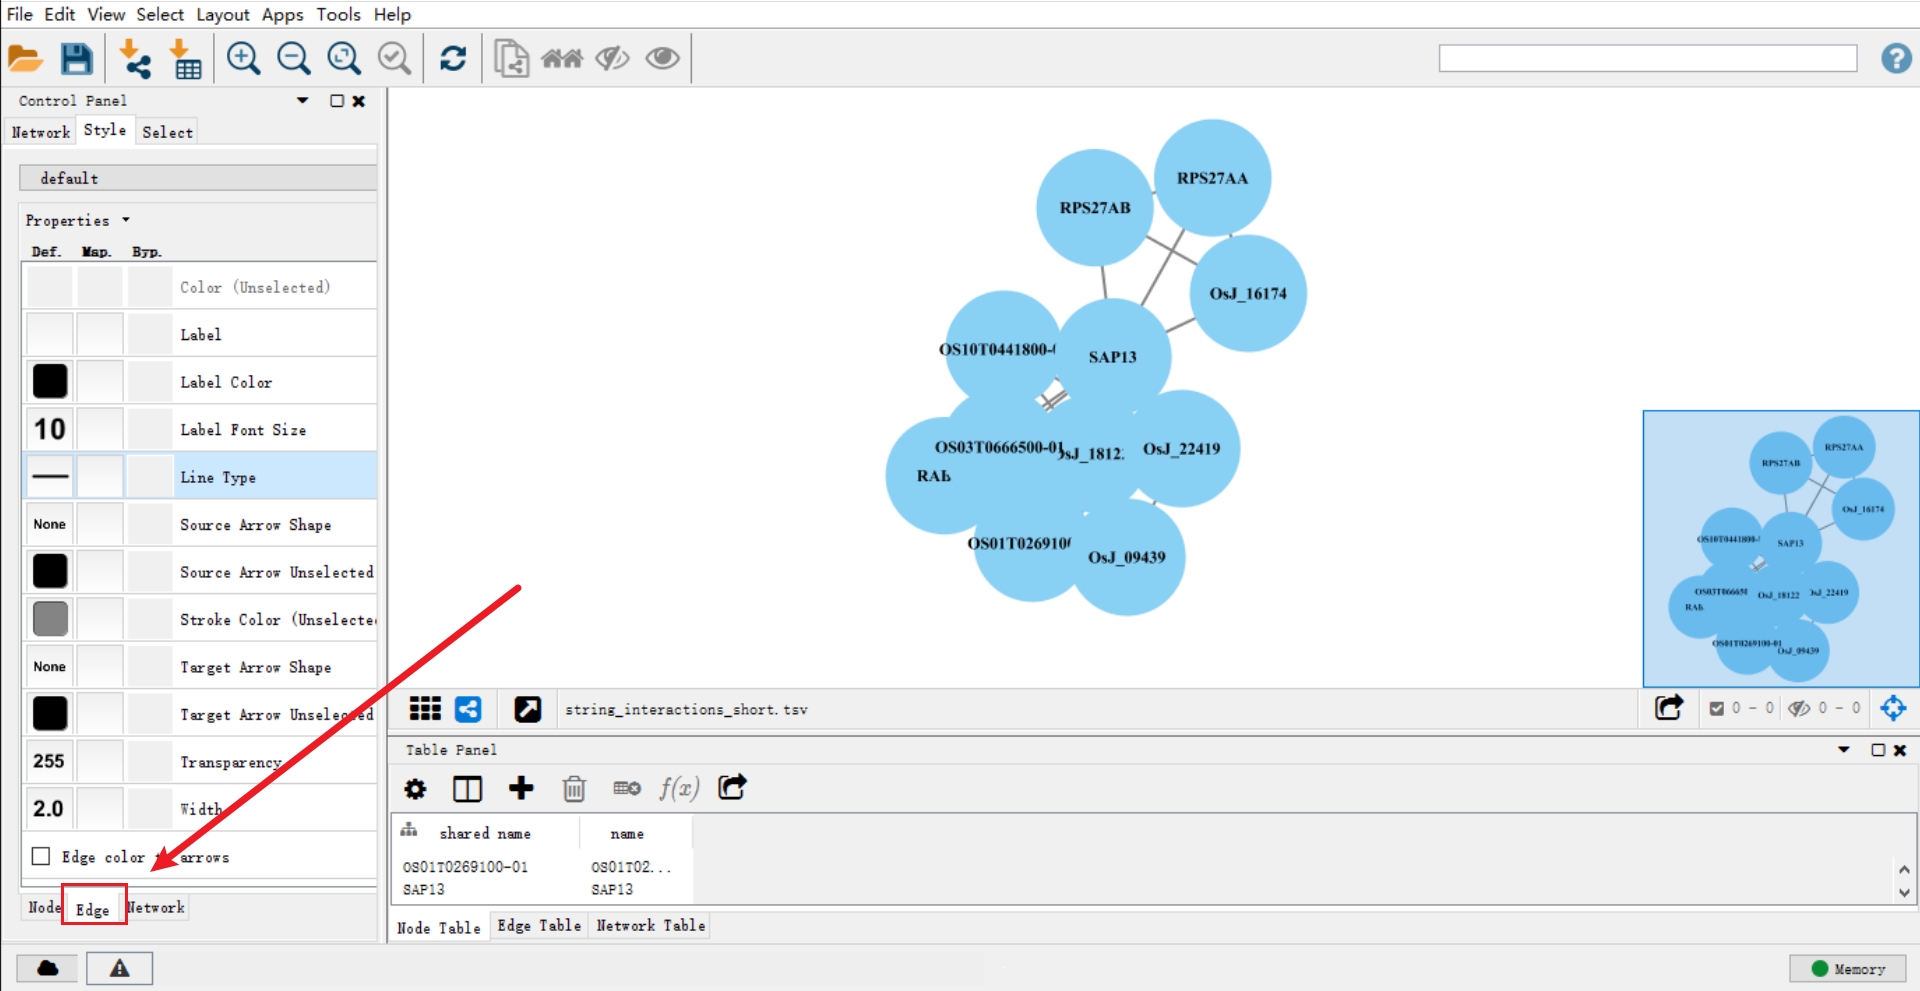 File Edit View Select Layout Apps Tools Help
Control Panel
Network Style Select
default
Properties
Def. Map. Byp.
Color (Unselected)
Label
Label Color
10 Label Font Size
Line Type
None Source Arrow Shape
Source Arrow Unselected
Stroke Color (Unselected
None Target Arrow Shape
Target Arrow Unselected
255 Transparency
2.0 Width
Edge color arrows
Node Edge Network
RPS27AA
RPS27AB
OsJ_16174
OS10T0441800-
SAP13
OS03T0666500-01
OsJ_1812
OsJ_22419
RAb
OS01T026910
OsJ_09439
RPS27AA
RPS27AB
OsJ_16174
OS10T0441800-
SAP13
OS03T066650
OsJ_18122
OsJ_22419
RAb
OS01T0269100-01
OsJ_09439
string_interactions_short.tsv
0 - 0 0 - 0
Table Panel
f(x)
shared name name
OS01T0269100-01 OS01T02...
SAP13 SAP13
Node Table Edge Table Network Table
Memory